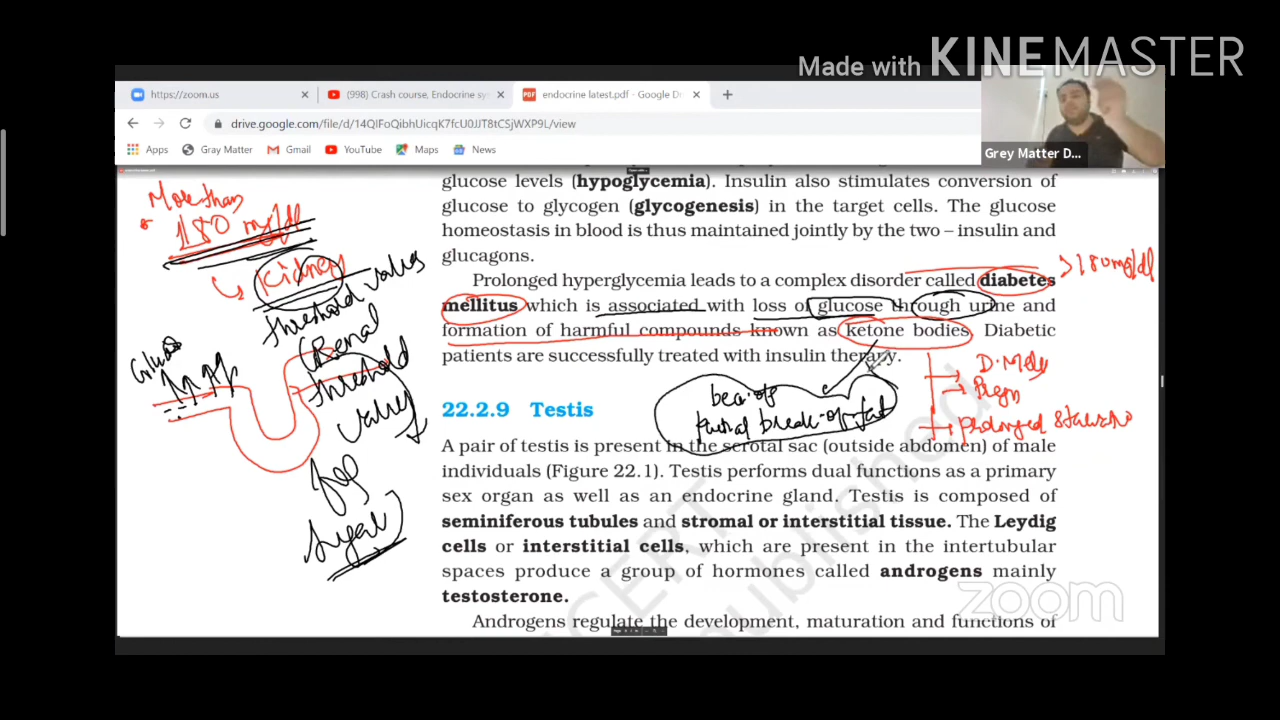 Made with KINEMASTER
https://zoom.us
(998) Crash course, Endocrine sy
endocrine latest.pdf - Google D
drive.google.com/file/d/14QIFoQibhUicqK7fcU0JJT8tCSjWXP9L/view
Apps Gray Matter Gmail YouTube Maps News
Grey Matter D...
glucose levels (hypoglycemia). Insulin also stimulates conversion of
glucose to glycogen (glycogenesis) in the target cells. The glucose
homeostasis in blood is thus maintained jointly by the two – insulin and
glucagons.
Prolonged hyperglycemia leads to a complex disorder called diabetes
mellitus which is associated with loss of glucose through urine and
formation of harmful compounds known as ketone bodies. Diabetic
patients are successfully treated with insulin therapy.
22.2.9 Testis
A pair of testis is present in the scrotal sac (outside abdomen) of male
individuals (Figure 22.1). Testis performs dual functions as a primary
sex organ as well as an endocrine gland. Testis is composed of
seminiferous tubules and stromal or interstitial tissue. The Leydig
cells or interstitial cells, which are present in the intertubular
spaces produce a group of hormones called androgens mainly
testosterone.
Androgens regulate the development, maturation and functions of
More than
180 mg/dl
Kidney
threshold values
(Renal
threshold
value)
for
sugar)
>180mg/dl
break of fat
Prolonged
zoom